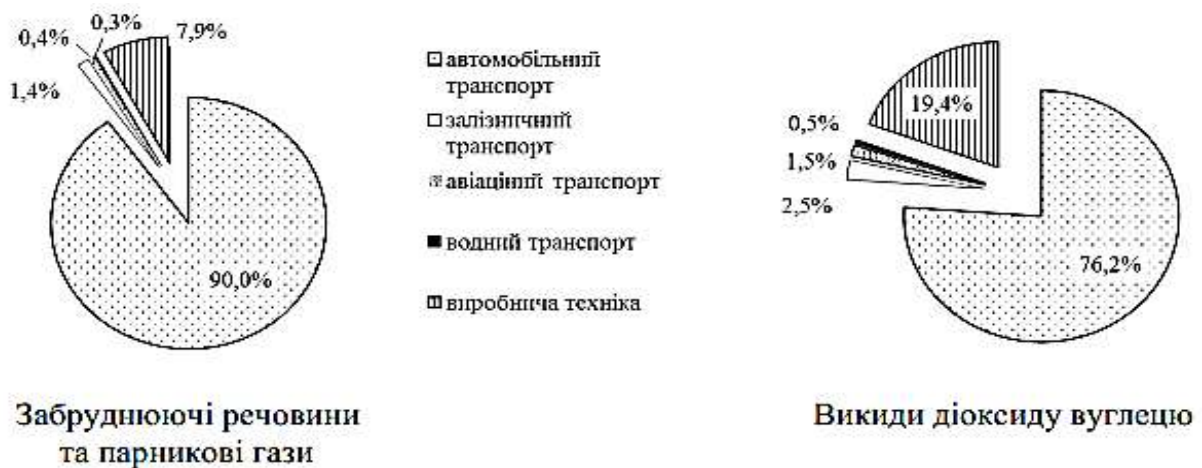 0,4%
0,3%
7,9%
1,4%
90,0%
автомобільний
транспорт
залізничний
транспорт
авіаціний транспорт
водний транспорт
виробнича техніка
19,4%
0,5%
1,5%
2,5%
76,2%
Забруднюючі речовини
та парникові гази
Викиди діоксиду вуглецю